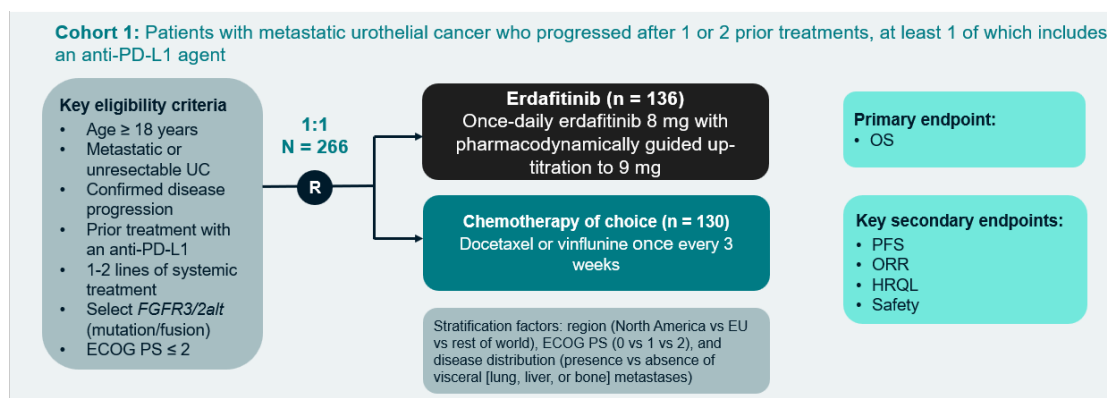 Cohort 1: Patients with metastatic urothelial cancer who progressed after 1 or 2 prior treatments, at least 1 of which includes
an anti-PD-L1 agent
Key eligibility criteria
• Age ≥ 18 years
• Metastatic or
unresectable UC
• Confirmed disease
progression
• Prior treatment with
an anti-PD-L1
• 1-2 lines of systemic
treatment
• Select FGFR3/2alt
(mutation/fusion)
• ECOG PS ≤ 2
1:1
N = 266
R
Erdafitinib (n = 136)
Once-daily erdafitinib 8 mg with
pharmacodynamically guided up-
titration to 9 mg
Chemotherapy of choice (n = 130)
Docetaxel or vinflunine once every 3
weeks
Stratification factors: region (North America vs EU
vs rest of world), ECOG PS (0 vs 1 vs 2), and
disease distribution (presence vs absence of
visceral [lung, liver, or bone] metastases)
Primary endpoint:
• OS
Key secondary endpoints:
• PFS
• ORR
• HRQL
• Safety